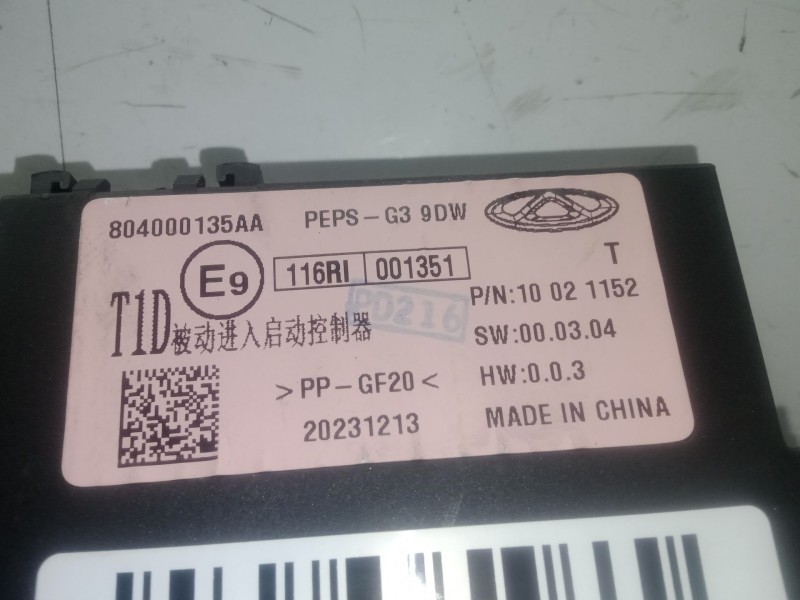 804000135AA PEPS-G3 9DW
E9 116RI 001351 T
P/N:10 02 1152
PD216
T1D被动进入启动控制器 SW:00.03.04
>PP-GF20< HW:0.0.3
20231213 MADE IN CHINA